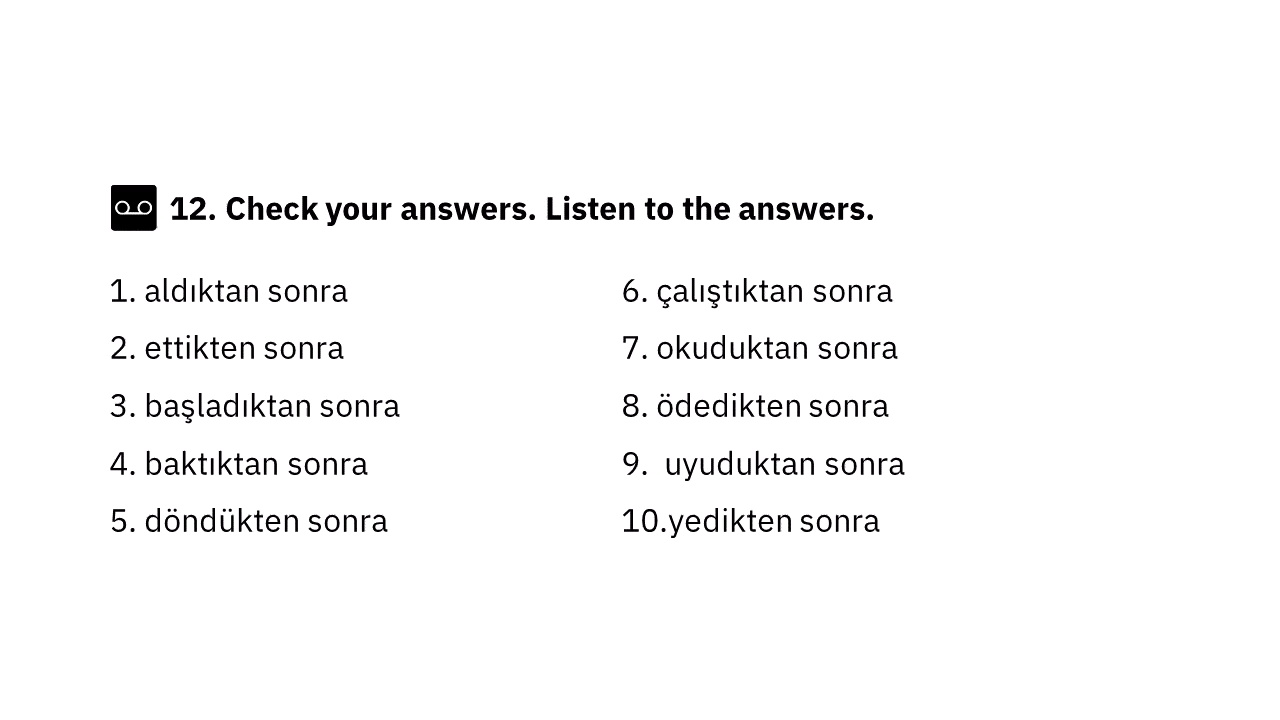 12. Check your answers. Listen to the answers.
1. aldıktan sonra
2. ettikten sonra
3. başladıktan sonra
4. baktıktan sonra
5. döndükten sonra
6. çalıştıktan sonra
7. okuduktan sonra
8. ödedikten sonra
9. uyuduktan sonra
10.yedikten sonra